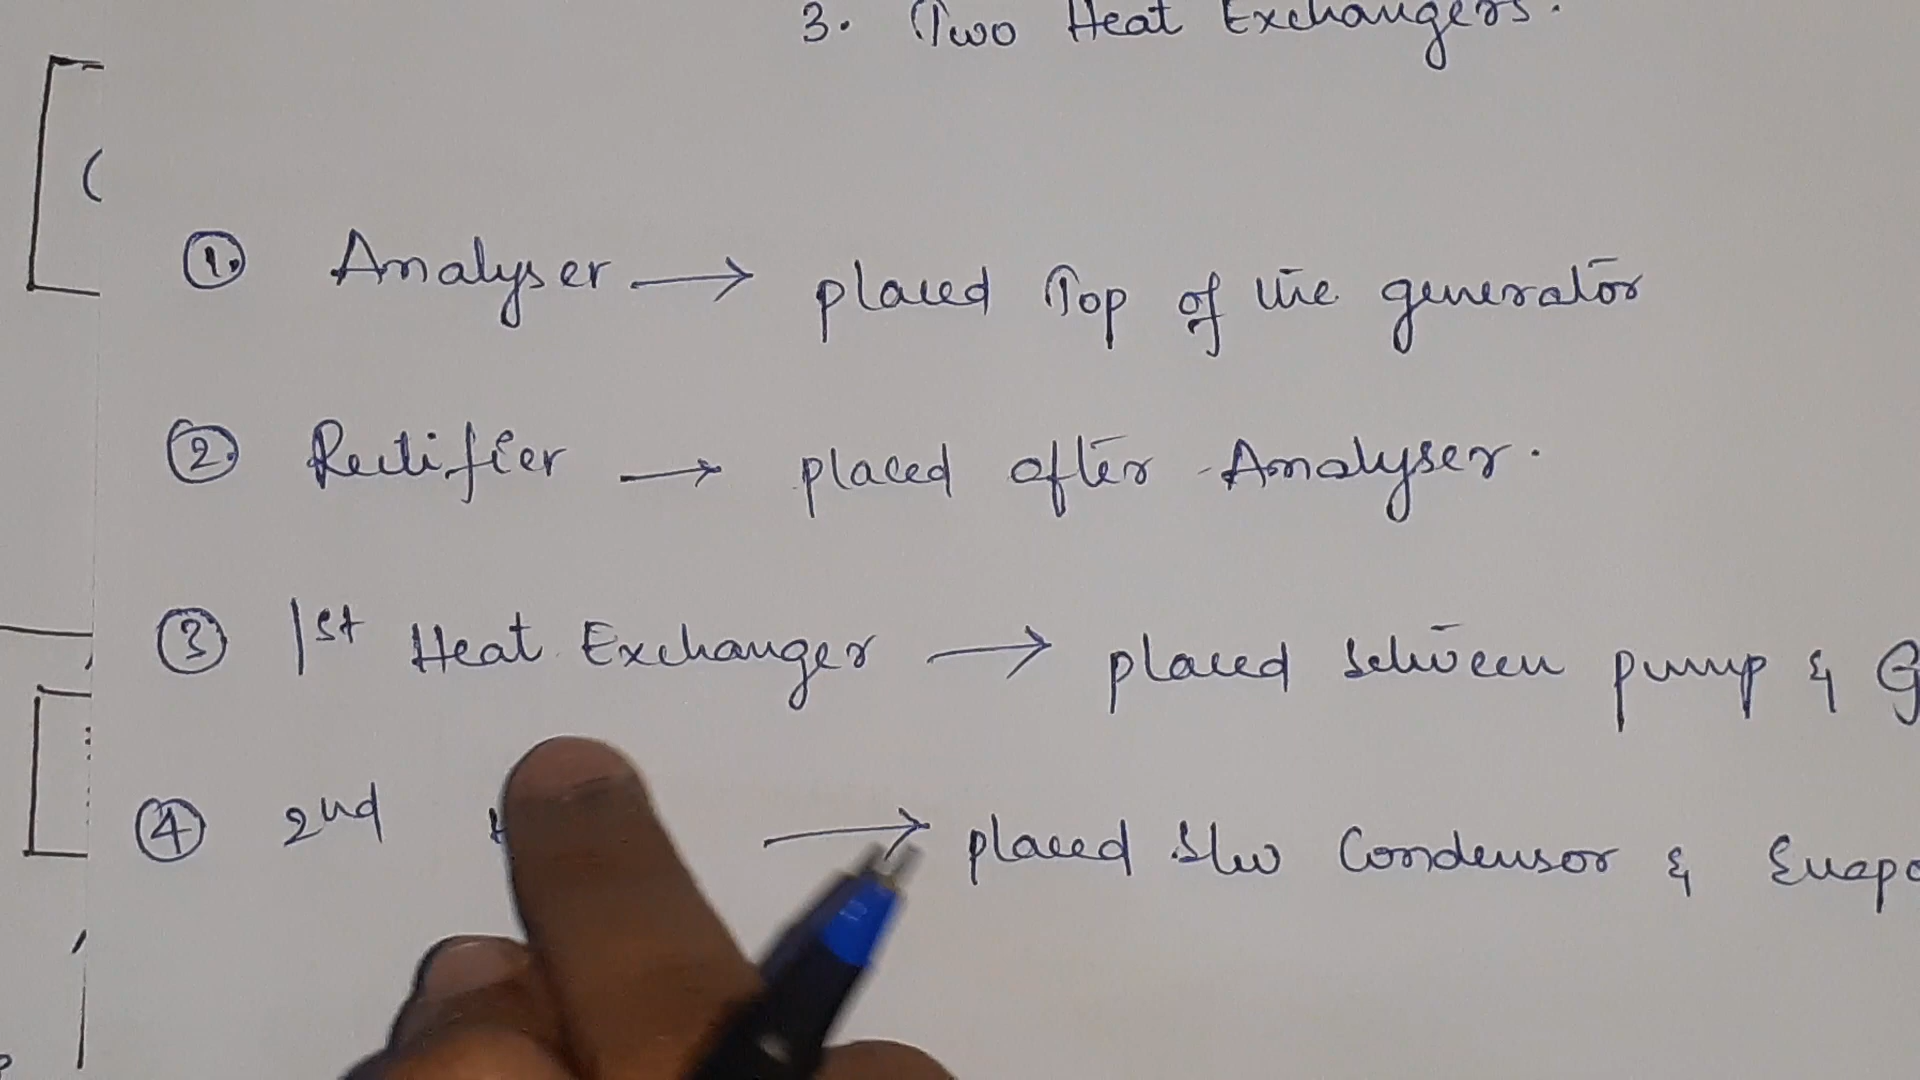 3. Two Heat Exchangers.
(
① Analyser → placed Top of the generator
② Rectifier → placed after Analyser.
③ 1st Heat Exchanger → placed between pump & G
④ 2nd → placed b/w Condensor & Evapo